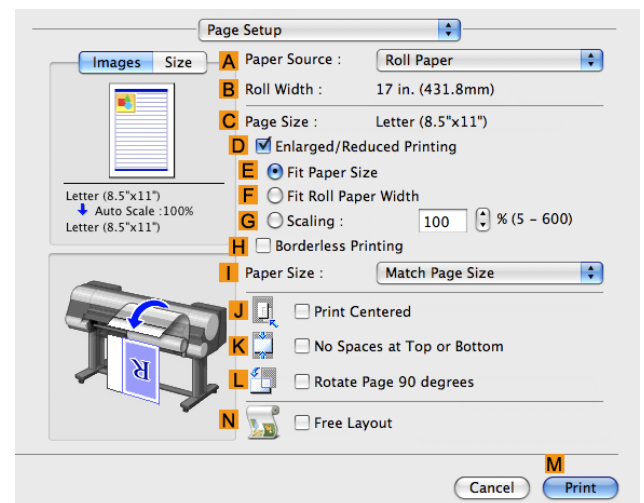 Page Setup
Images Size
A Paper Source : Roll Paper
B Roll Width : 17 in. (431.8mm)
C Page Size : Letter (8.5"x11")
D Enlarged/Reduced Printing
E Fit Paper Size
F Fit Roll Paper Width
G Scaling : 100 % (5 – 600)
H Borderless Printing
Letter (8.5"x11")
Auto Scale :100%
Letter (8.5"x11")
I Paper Size : Match Page Size
J Print Centered
K No Spaces at Top or Bottom
L Rotate Page 90 degrees
N Free Layout
R
M
Cancel Print